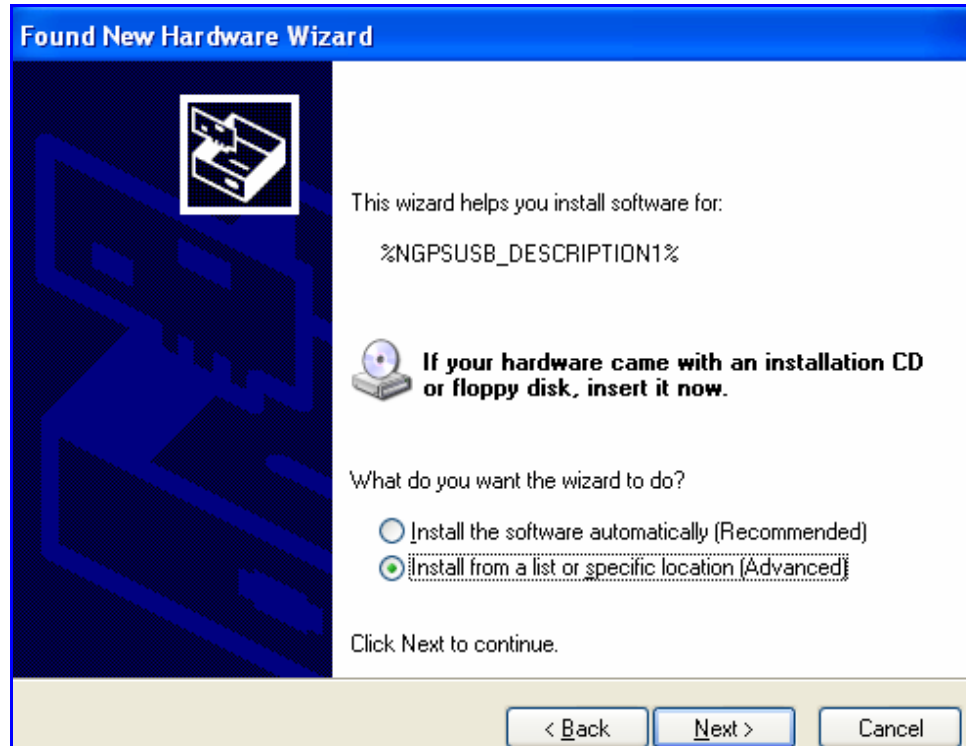 Found New Hardware Wizard
This wizard helps you install software for:
%NGPSUSB_DESCRIPTION1%
If your hardware came with an installation CD
or floppy disk, insert it now.
What do you want the wizard to do?
Install the software automatically (Recommended)
Install from a list or specific location (Advanced)
Click Next to continue.
< Back Next > Cancel